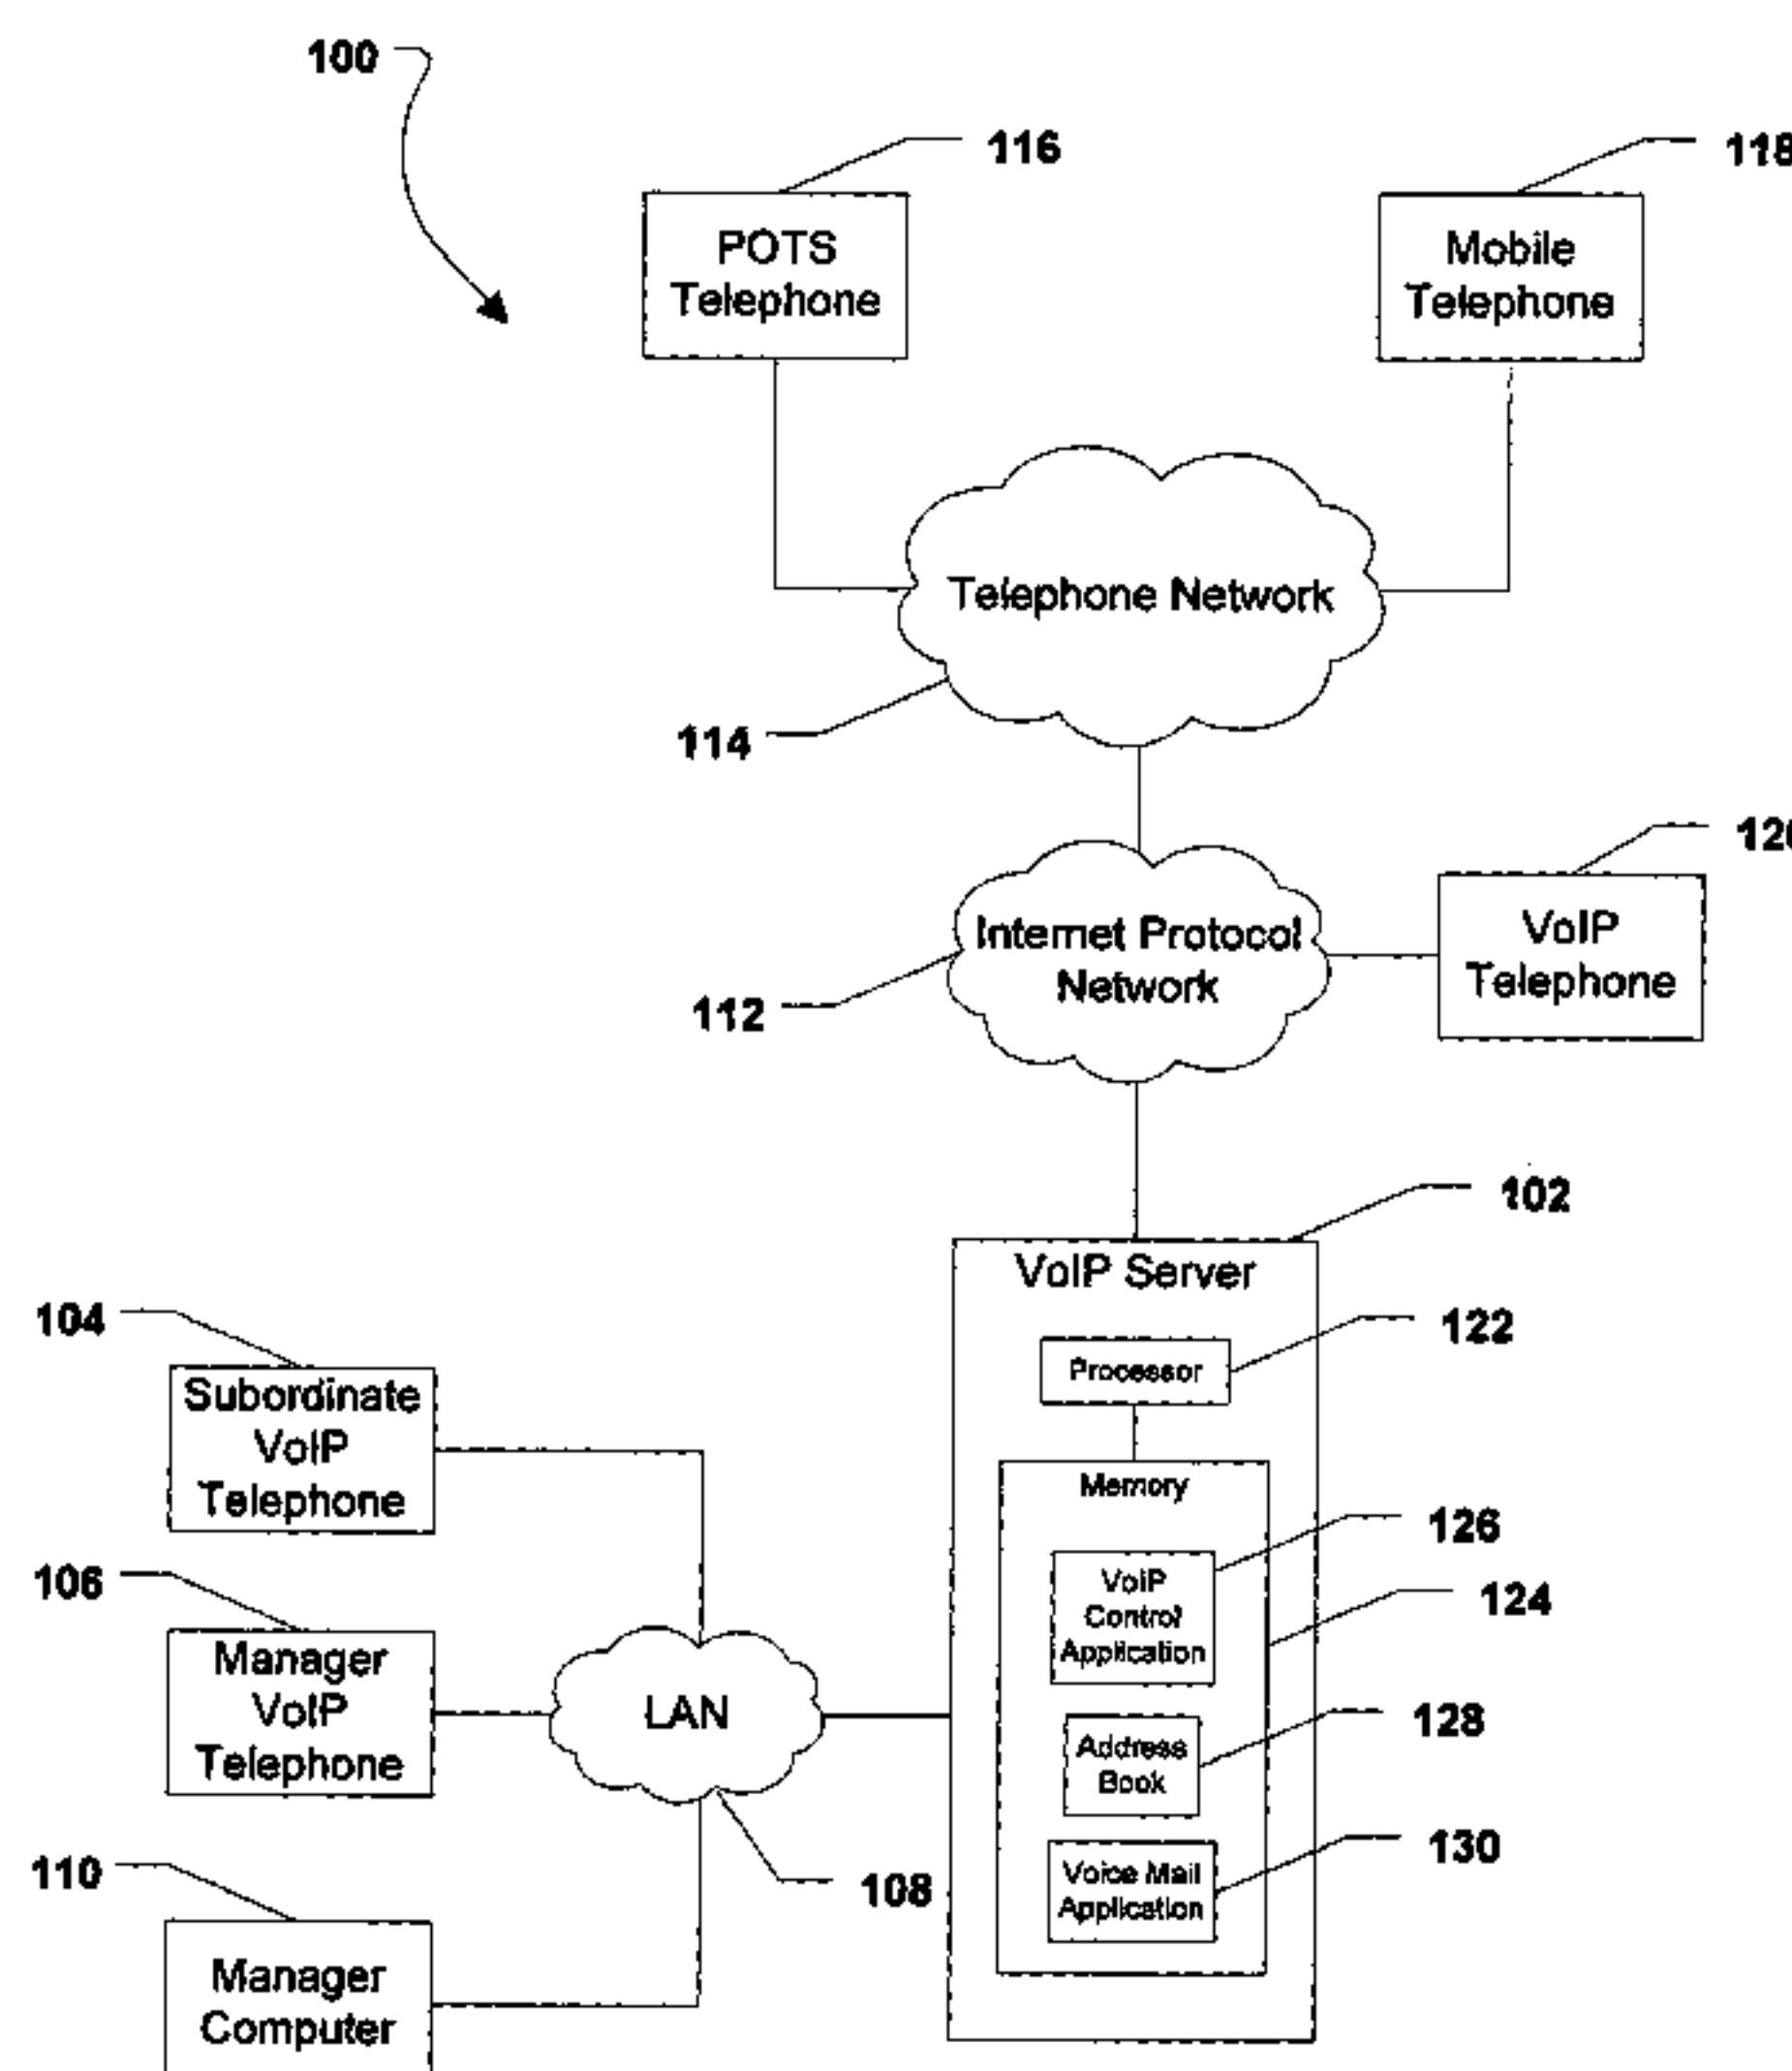 100
116
118
POTS
Telephone
Mobile
Telephone
Telephone Network
114
120
Internet Protocol
Network
VoIP
Telephone
112
102
VoIP Server
104
122
Processor
Subordinate
VoIP
Telephone
Memory
126
VoIP
Control
Application
124
106
Manager
VoIP
Telephone
LAN
128
Address
Book
130
Voice Mail
Application
110
108
Manager
Computer